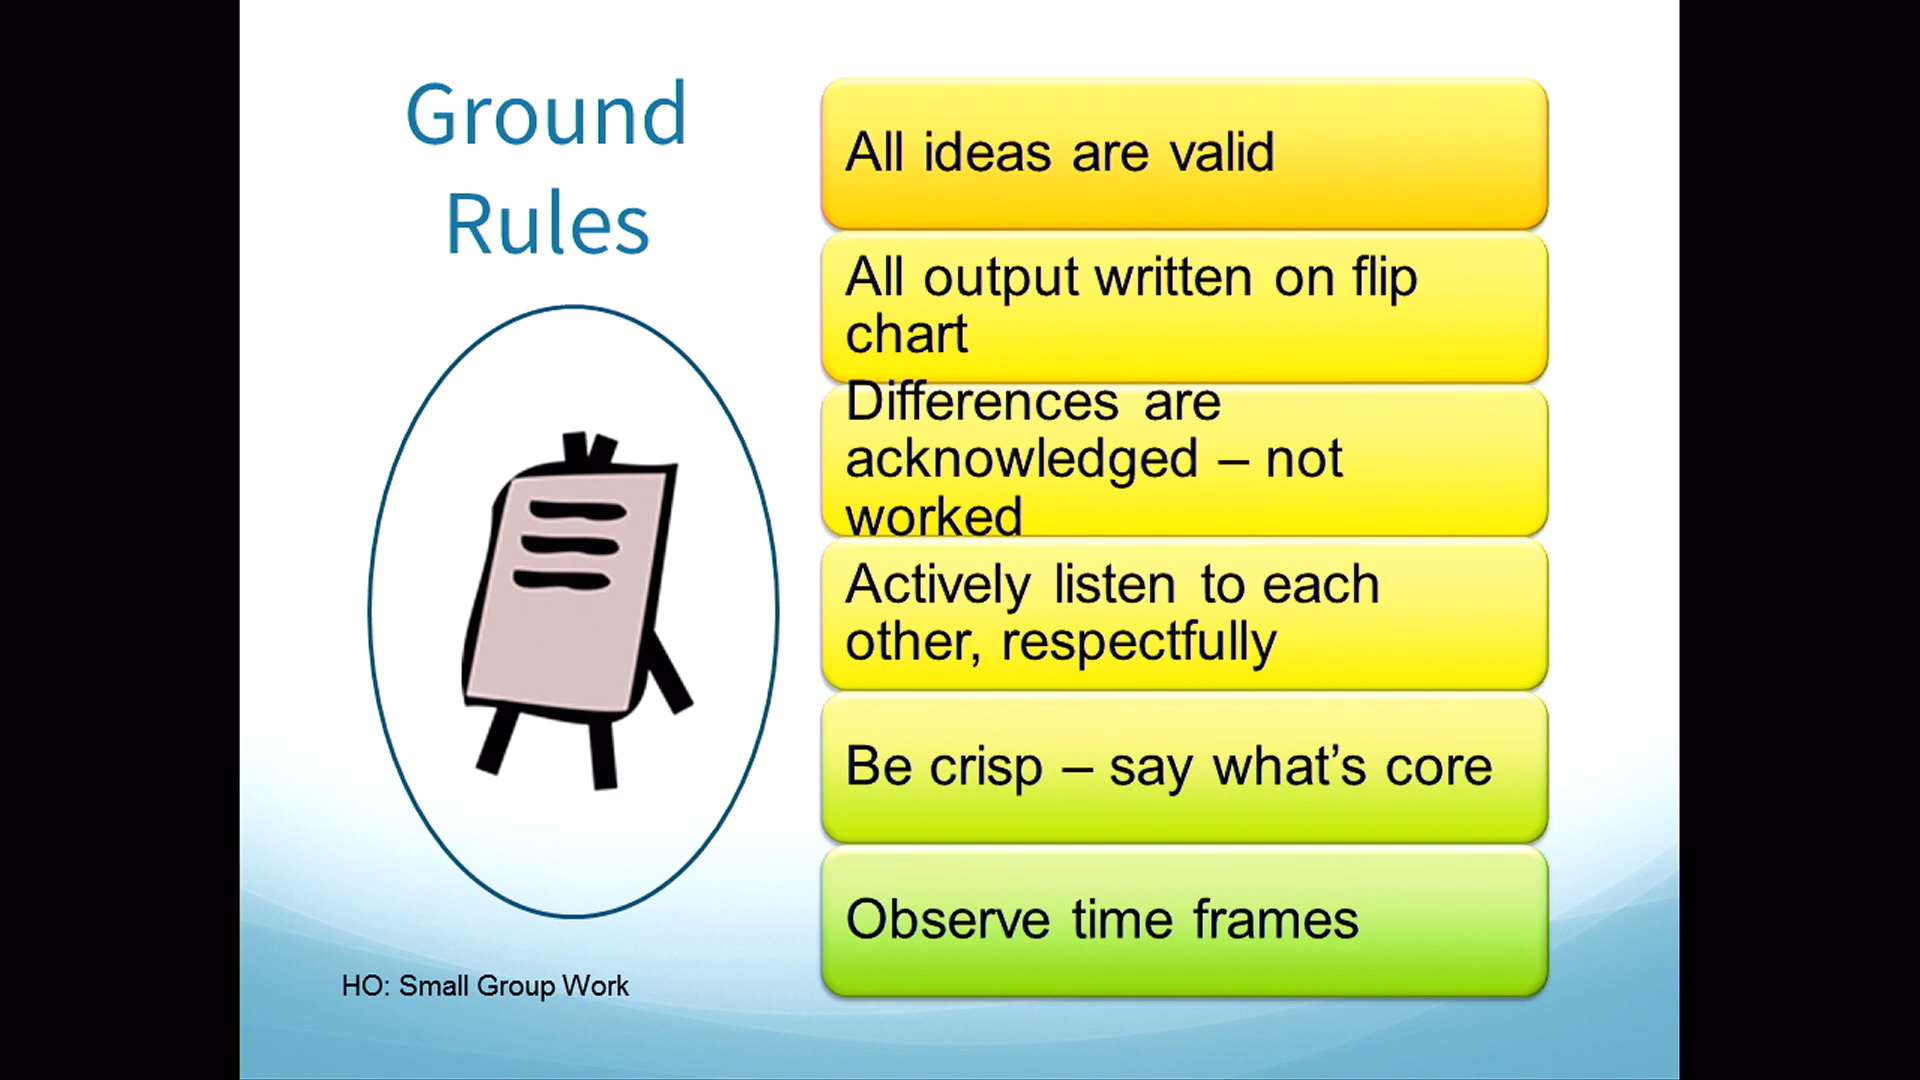 Ground
Rules
All ideas are valid
All output written on flip
chart
Differences are
acknowledged – not
worked
Actively listen to each
other, respectfully
Be crisp – say what’s core
Observe time frames
HO: Small Group Work